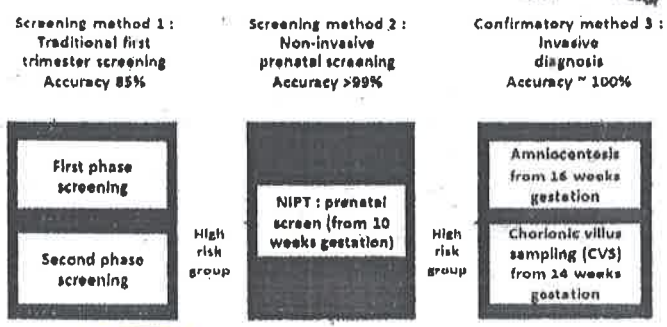 Screening method 1 :
Traditional first
trimester screening
Accuracy 85%
Screening method 2 :
Non-invasive
prenatal screening
Accuracy >99%
Confirmatory method 3 :
Invasive
diagnosis
Accuracy ~ 100%
First phase
screening
Second phase
screening
High
risk
group
NIPT : prenatal
screen (from 10
weeks gestation)
High
risk
group
Amniocentesis
from 16 weeks
gestation
Chorionic villus
sampling (CVS)
from 14 weeks
gestation